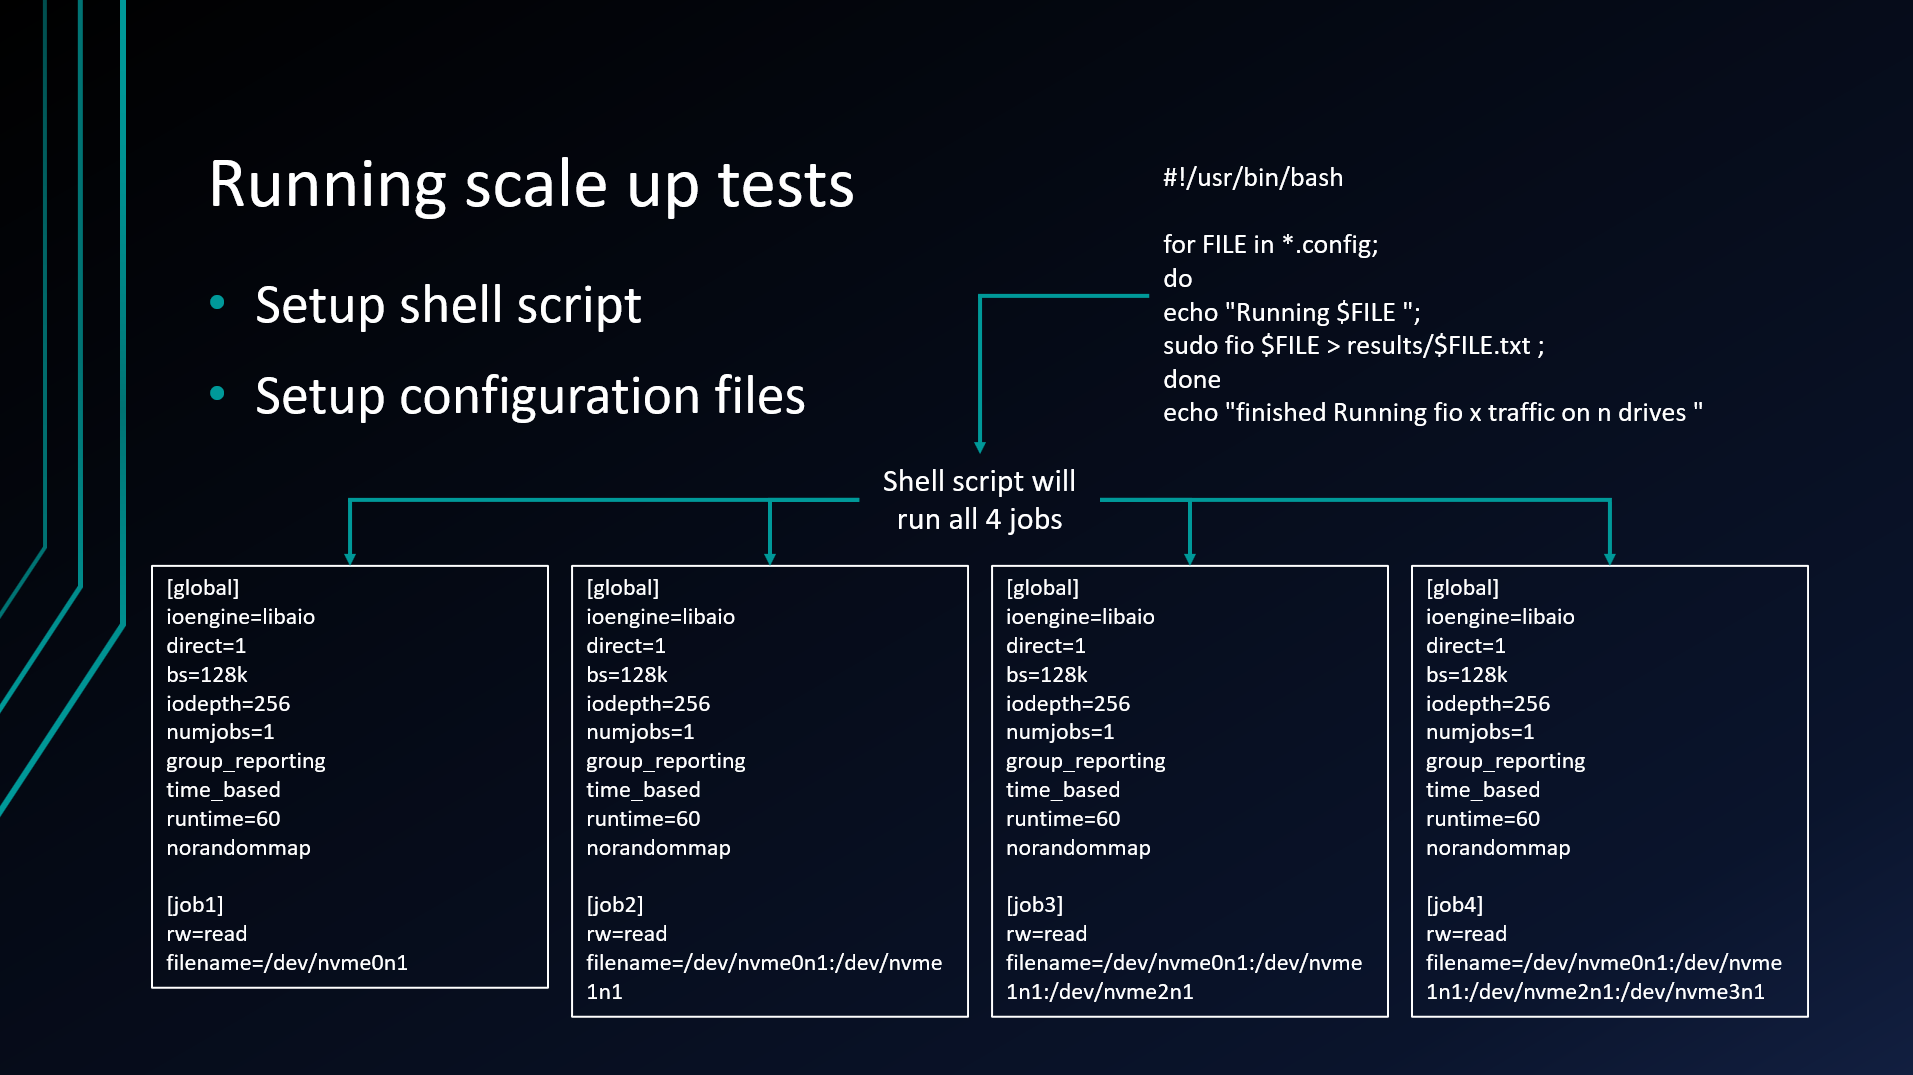 Running scale up tests
• Setup shell script
• Setup configuration files
#!/usr/bin/bash
for FILE in *.config;
do
echo "Running $FILE ";
sudo fio $FILE > results/$FILE.txt ;
done
echo "finished Running fio x traffic on n drives "
Shell script will
run all 4 jobs
[global]
ioengine=libaio
direct=1
bs=128k
iodepth=256
numjobs=1
group_reporting
time_based
runtime=60
norandommap
[job1]
rw=read
filename=/dev/nvme0n1
[global]
ioengine=libaio
direct=1
bs=128k
iodepth=256
numjobs=1
group_reporting
time_based
runtime=60
norandommap
[job2]
rw=read
filename=/dev/nvme0n1:/dev/nvme
1n1
[global]
ioengine=libaio
direct=1
bs=128k
iodepth=256
numjobs=1
group_reporting
time_based
runtime=60
norandommap
[job3]
rw=read
filename=/dev/nvme0n1:/dev/nvme
1n1:/dev/nvme2n1
[global]
ioengine=libaio
direct=1
bs=128k
iodepth=256
numjobs=1
group_reporting
time_based
runtime=60
norandommap
[job4]
rw=read
filename=/dev/nvme0n1:/dev/nvme
1n1:/dev/nvme2n1:/dev/nvme3n1